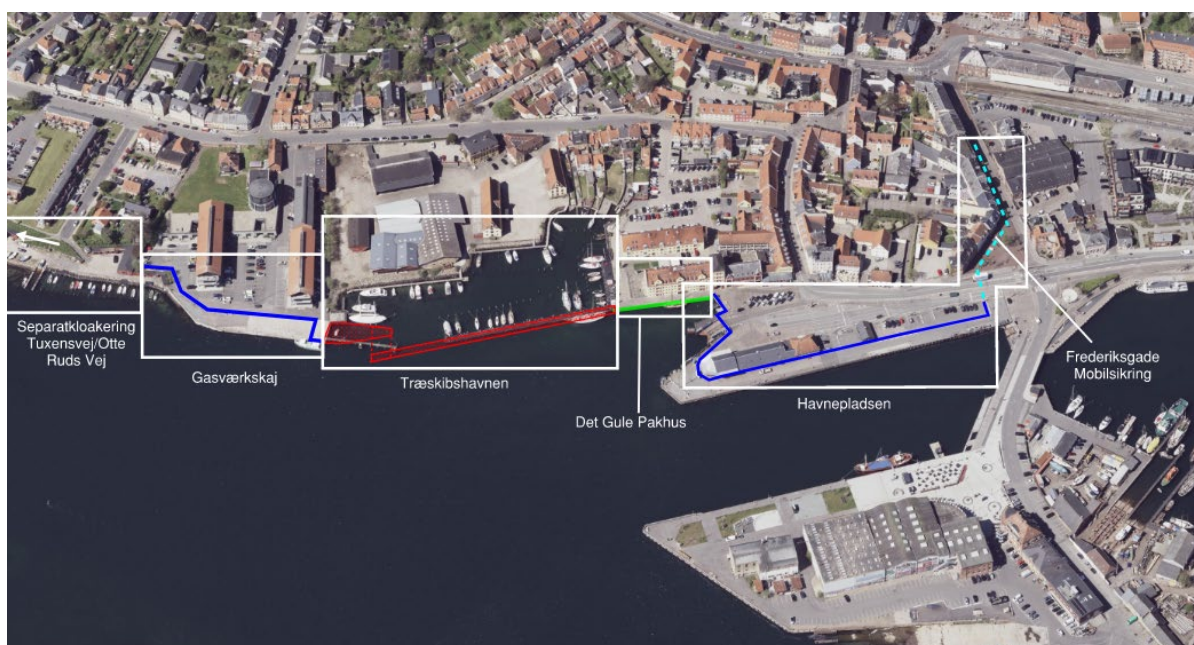 Separatkloakering
Tuxensvej/Otte
Ruds Vej
Gasværkskaj
Træskibshavnen
Det Gule Pakhus
Havnepladsen
Frederiksgade
Mobilsikring